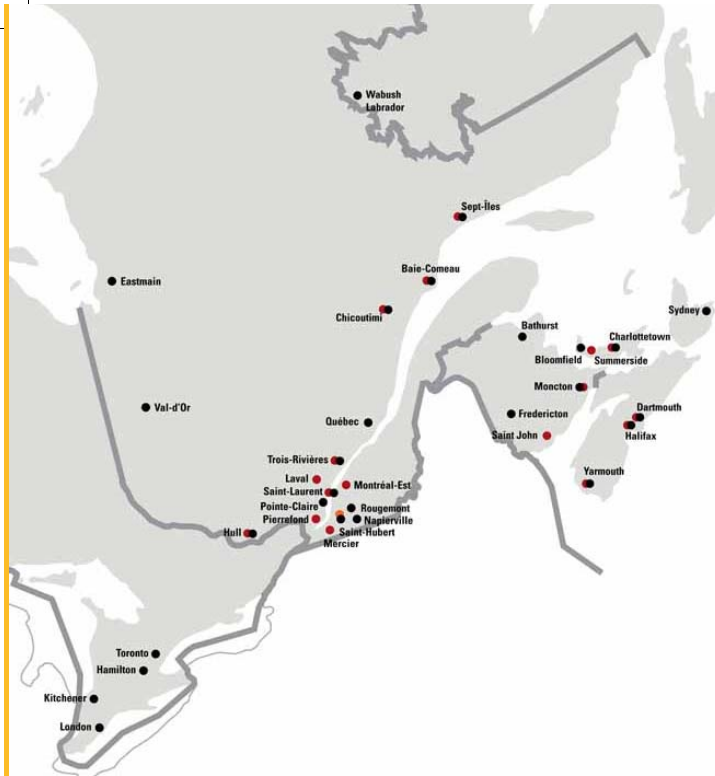 Wabush
Labrador
Sept-Îles
Baie-Comeau
Eastmain
Chicoutimi
Sydney
Bathurst
Charlottetown
Bloomfield
Summerside
Moncton
Val-d'Or
Dartmouth
Fredericton
Québec
Halifax
Saint John
Trois-Rivières
Yarmouth
Laval
Montréal-Est
Saint-Laurent
Pointe-Claire
Rougemont
Pierrefond
Napierville
Hull
Saint-Hubert
Mercier
Toronto
Hamilton
Kitchener
London